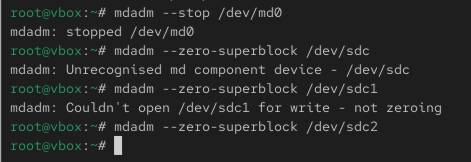 root@vbox:~# mdadm --stop /dev/md0
mdadm: stopped /dev/md0
root@vbox:~# mdadm --zero-superblock /dev/sdc
mdadm: Unrecognised md component device - /dev/sdc
root@vbox:~# mdadm --zero-superblock /dev/sdc1
mdadm: Couldn't open /dev/sdc1 for write - not zeroing
root@vbox:~# mdadm --zero-superblock /dev/sdc2
root@vbox:~#